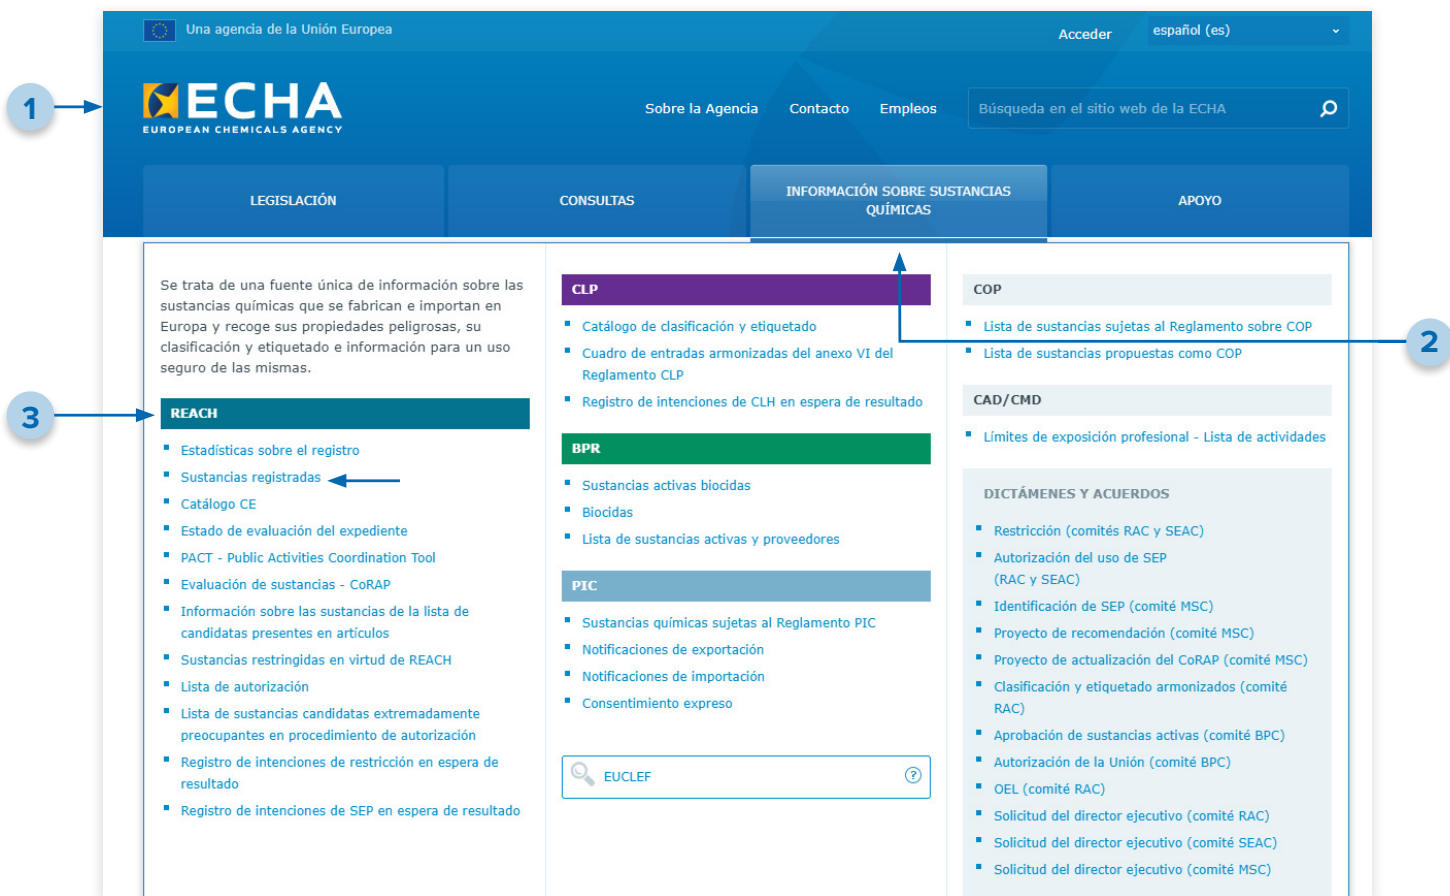 Una agencia de la Unión Europea
Acceder
español (es)
1
ECHA
EUROPEAN CHEMICALS AGENCY
Sobre la Agencia
Contacto
Empleos
Búsqueda en el sitio web de la ECHA
LEGISLACIÓN
CONSULTAS
INFORMACIÓN SOBRE SUSTANCIAS
QUÍMICAS
APOYO
2
Se trata de una fuente única de información sobre las
sustancias químicas que se fabrican e importan en
Europa y recoge sus propiedades peligrosas, su
clasificación y etiquetado e información para un uso
seguro de las mismas.
3
REACH
Estadísticas sobre el registro
Sustancias registradas
Catálogo CE
Estado de evaluación del expediente
PACT - Public Activities Coordination Tool
Evaluación de sustancias - CoRAP
Información sobre las sustancias de la lista de
candidatas presentes en artículos
Sustancias restringidas en virtud de REACH
Lista de autorización
Lista de sustancias candidatas extremadamente
preocupantes en procedimiento de autorización
Registro de intenciones de restricción en espera de
resultado
Registro de intenciones de SEP en espera de resultado
CLP
Catálogo de clasificación y etiquetado
Cuadro de entradas armonizadas del anexo VI del
Reglamento CLP
Registro de intenciones de CLH en espera de resultado
BPR
Sustancias activas biocidas
Biocidas
Lista de sustancias activas y proveedores
PIC
Sustancias químicas sujetas al Reglamento PIC
Notificaciones de exportación
Notificaciones de importación
Consentimiento expreso
EUCLEF
?
COP
Lista de sustancias sujetas al Reglamento sobre COP
Lista de sustancias propuestas como COP
CAD/CMD
Límites de exposición profesional - Lista de actividades
DICTÁMENES Y ACUERDOS
Restricción (comités RAC y SEAC)
Autorización del uso de SEP
(RAC y SEAC)
Identificación de SEP (comité MSC)
Proyecto de recomendación (comité MSC)
Proyecto de actualización del CoRAP (comité MSC)
Clasificación y etiquetado armonizados (comité
RAC)
Aprobación de sustancias activas (comité BPC)
Autorización de la Unión (comité BPC)
OEL (comité RAC)
Solicitud del director ejecutivo (comité RAC)
Solicitud del director ejecutivo (comité SEAC)
Solicitud del director ejecutivo (comité MSC)